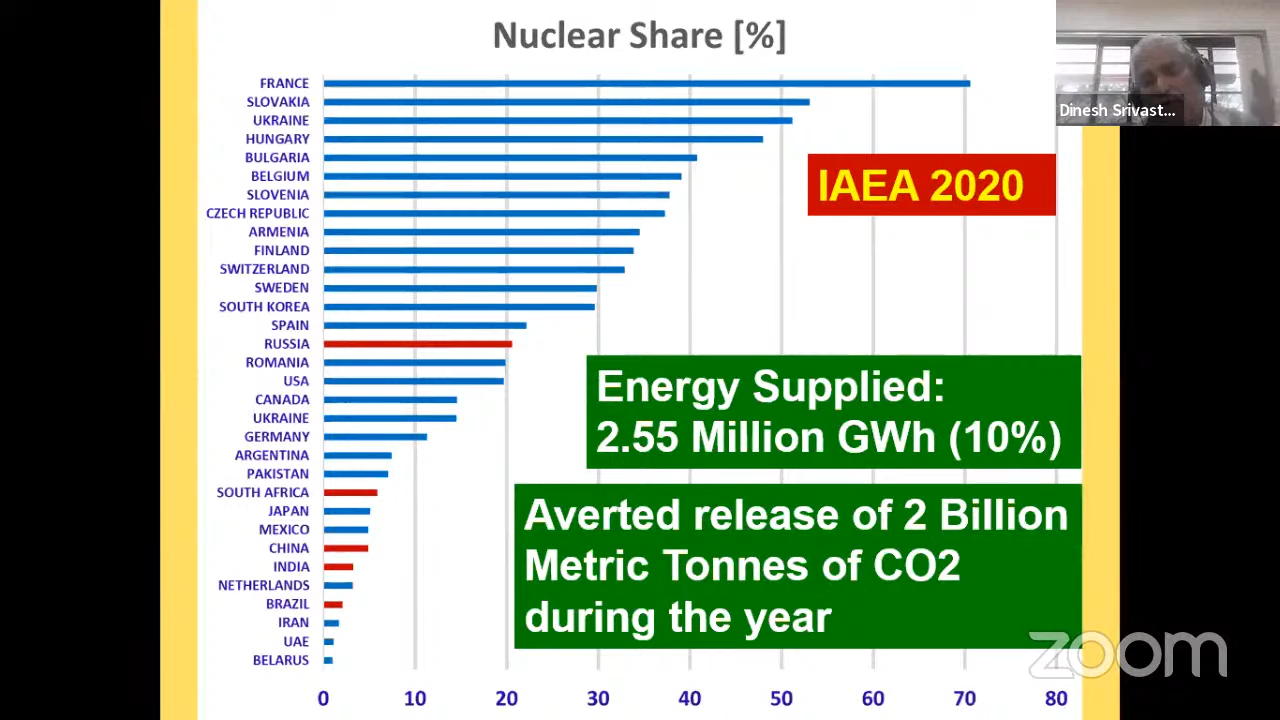 Nuclear Share [%]
Dinesh Srivast...
FRANCE
SLOVAKIA
UKRAINE
HUNGARY
BULGARIA
BELGIUM
SLOVENIA
CZECH REPUBLIC
ARMENIA
FINLAND
SWITZERLAND
SWEDEN
SOUTH KOREA
SPAIN
RUSSIA
ROMANIA
USA
CANADA
UKRAINE
GERMANY
ARGENTINA
PAKISTAN
SOUTH AFRICA
JAPAN
MEXICO
CHINA
INDIA
NETHERLANDS
BRAZIL
IRAN
UAE
BELARUS
IAEA 2020
Energy Supplied:
2.55 Million GWh (10%)
Averted release of 2 Billion
Metric Tonnes of CO2
during the year
zoom
0 10 20 30 40 50 60 70 80